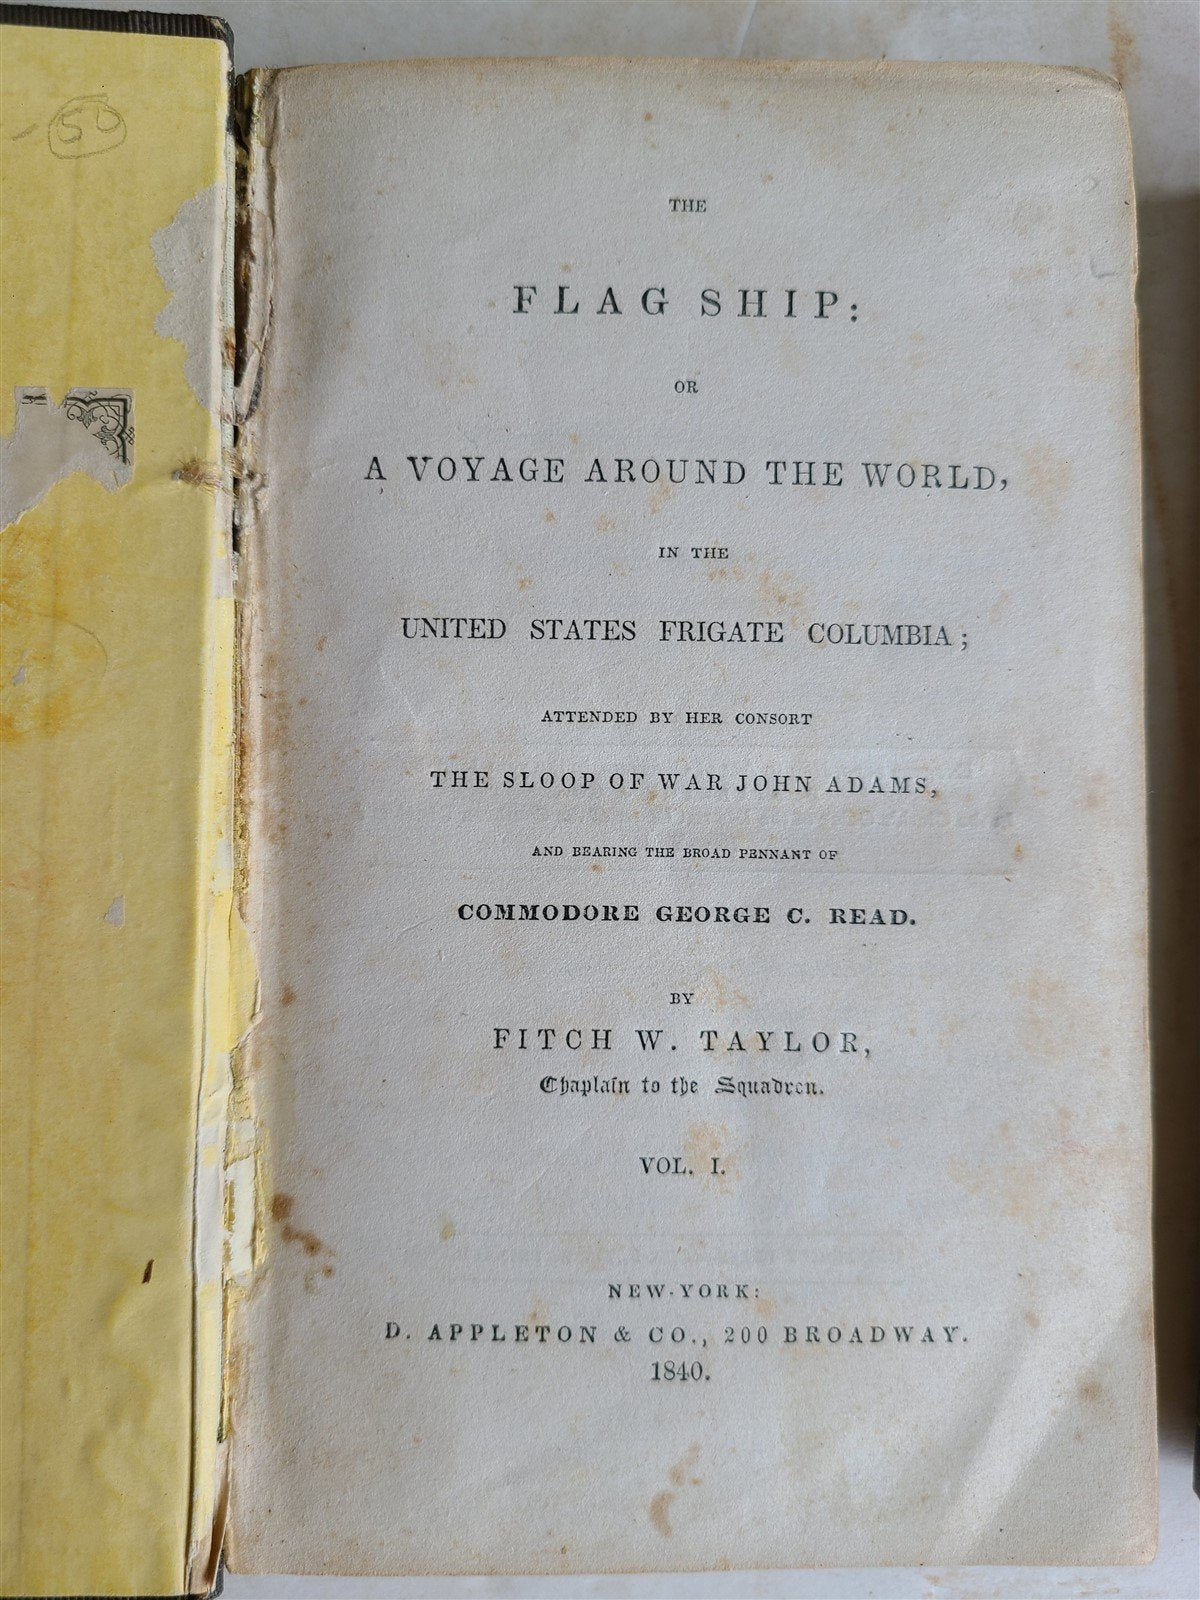 50
THE
FLAG SHIP:
OR
A VOYAGE AROUND THE WORLD,
IN THE
UNITED STATES FRIGATE COLUMBIA;
ATTENDED BY HER CONSORT
THE SLOOP OF WAR JOHN ADAMS,
AND BEARING THE BROAD PENNANT OF
COMMODORE GEORGE C. READ.
BY
FITCH W. TAYLOR,
Chaplain to the Squadron.
VOL. I.
NEW-YORK:
D. APPLETON & CO., 200 BROADWAY.
1840.